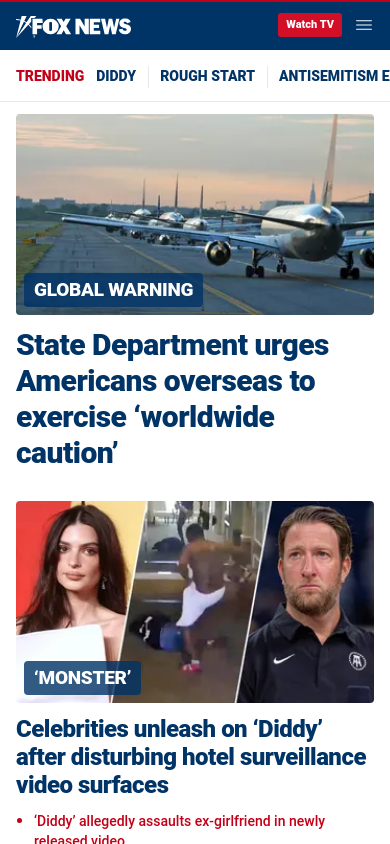 FOX NEWS
Watch TV
TRENDING DIDDY ROUGH START ANTISEMITISM E
GLOBAL WARNING
State Department urges
Americans overseas to
exercise ‘worldwide
caution’
‘MONSTER’
Celebrities unleash on ‘Diddy’
after disturbing hotel surveillance
video surfaces
• ‘Diddy’ allegedly assaults ex-girlfriend in newly
released video